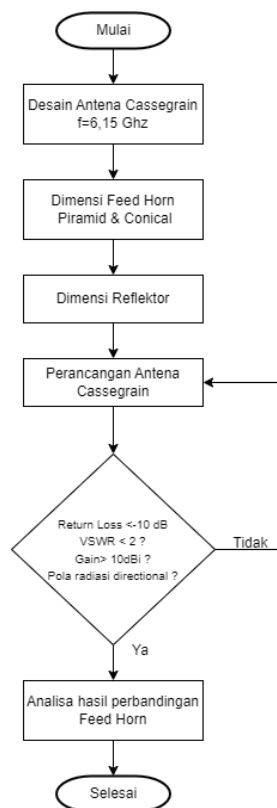 Mulai
Desain Antena Cassegrain
f=6,15 Ghz
Dimensi Feed Horn
Piramid & Conical
Dimensi Reflektor
Perancangan Antena
Cassegrain
Return Loss <-10 dB
VSWR < 2 ?
Gain> 10dBi ?
Pola radiasi directional ?
Tidak
Ya
Analisa hasil perbandingan
Feed Horn
Selesai